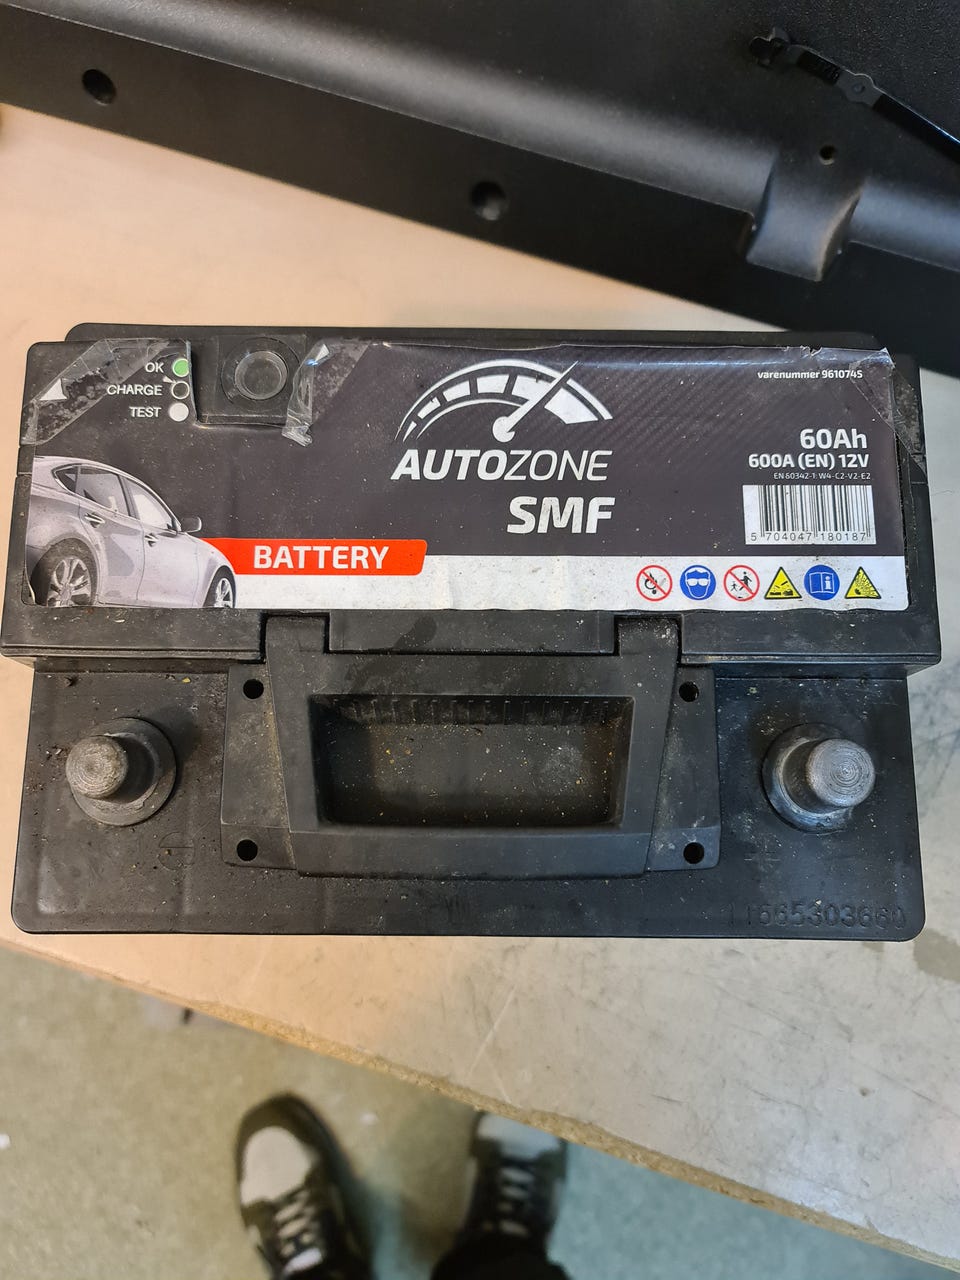 OK
CHARGE
TEST
varenummer 9610745
AUTOZONE
SMF
60Ah
600A (EN) 12V
EN 60342-1: W4-C2-V2-E2
5 704047 180187
BATTERY